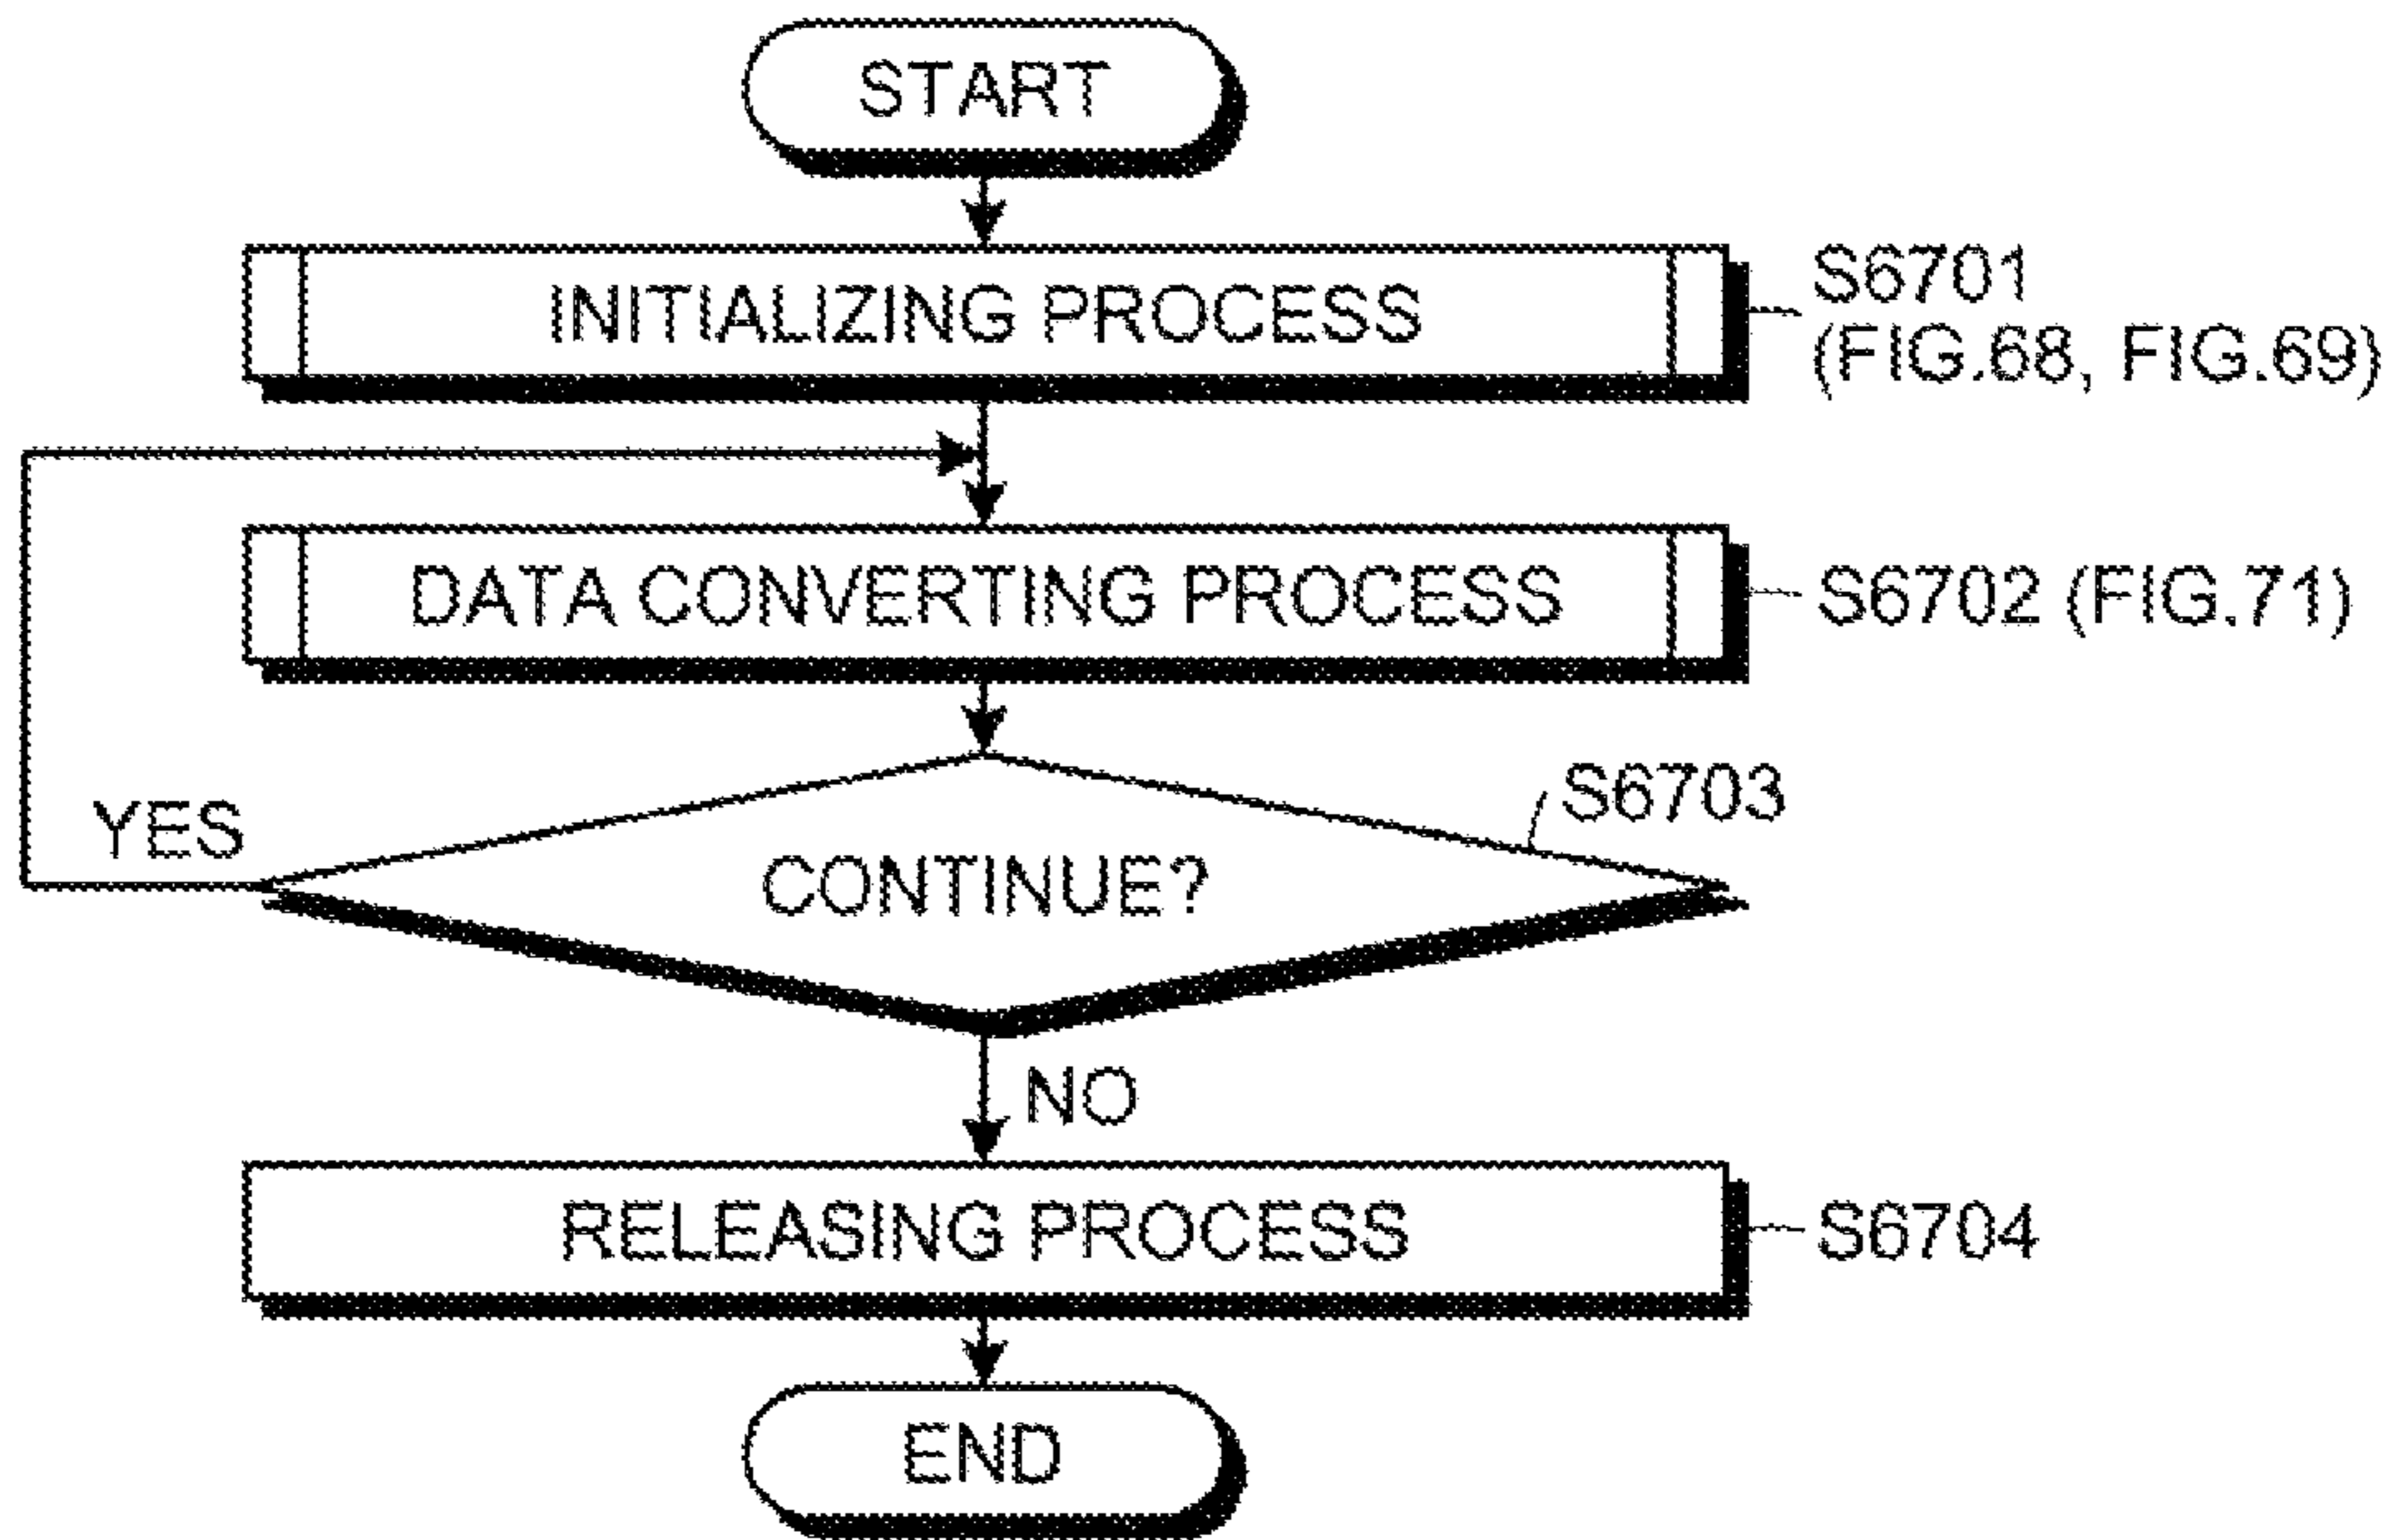 START
INITIALIZING PROCESS
S6701
(FIG.68, FIG.69)
DATA CONVERTING PROCESS
S6702 (FIG.71)
S6703
YES
CONTINUE?
NO
RELEASING PROCESS
S6704
END